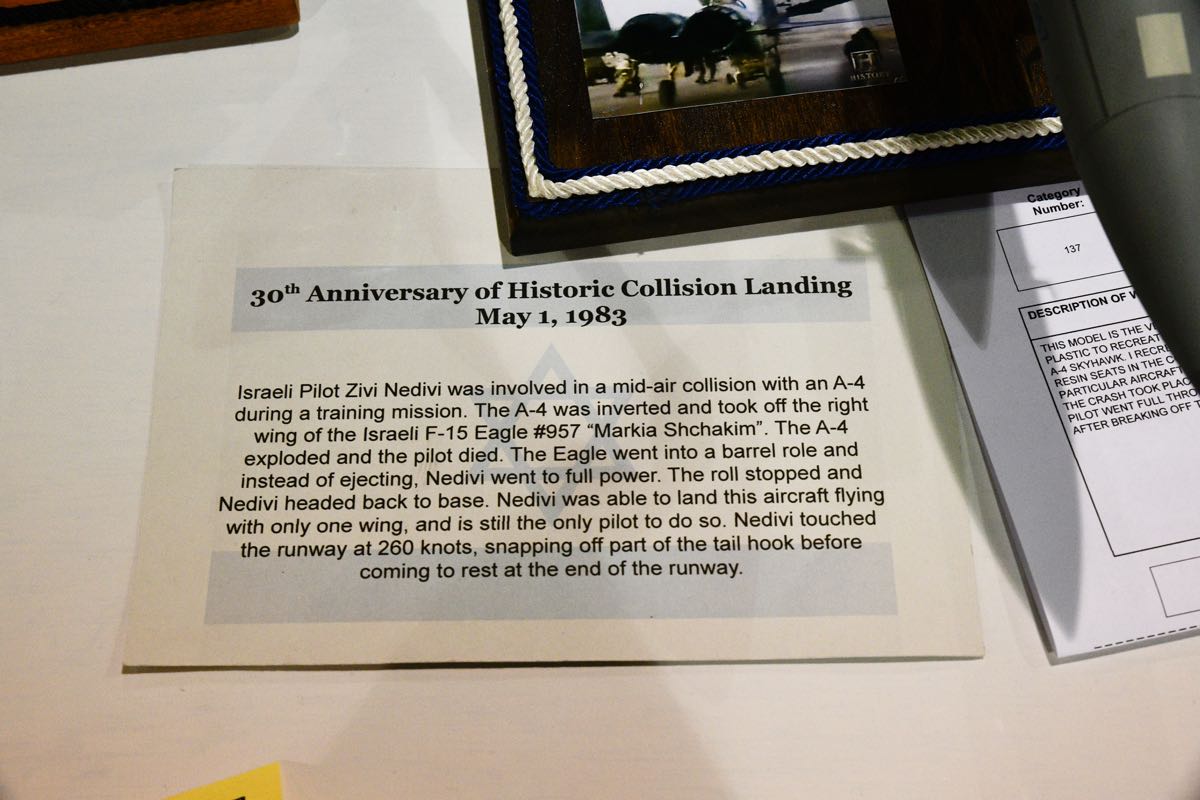 HISTORY
30th Anniversary of Historic Collision Landing
May 1, 1983
Israeli Pilot Zivi Nedivi was involved in a mid-air collision with an A-4
during a training mission. The A-4 was inverted and took off the right
wing of the Israeli F-15 Eagle #957 “Markia Shchakim”. The A-4
exploded and the pilot died. The Eagle went into a barrel role and
instead of ejecting, Nedivi went to full power. The roll stopped and
Nedivi headed back to base. Nedivi was able to land this aircraft flying
with only one wing, and is still the only pilot to do so. Nedivi touched
the runway at 260 knots, snapping off part of the tail hook before
coming to rest at the end of the runway.
Category
Number:
137
DESCRIPTION OF
THIS MODEL IS THE
PLASTIC TO RECREAT
A-4 SKYHAWK. I RECRE
RESIN SEATS IN THE
PARTICULAR AIRCRAFT
THE CRASH TOOK PLAC
PILOT WENT FULL THRO
AFTER BREAKING OFF